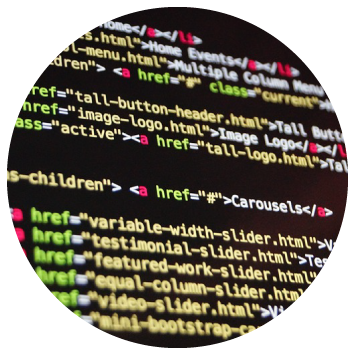 Home</a></li>
s.html">Home Events</a></li>
l-menu.html">Multiple Column Menu
dren"> <a href="#" class="current">
href="tall-button-header.html">Tall Butt
href="image-logo.html">Image Logo</a></l
ass="active"><a href="tall-logo.html">Tal
s-children"> <a href="#">Carousels</a>
a href="variable-width-slider.html">V
href="testimonial-slider.html">Tes
href="featured-work-slider.html"
href="equal-column-slider.html
href="video-slider.html">Vi
"mini-bootstrap-ca